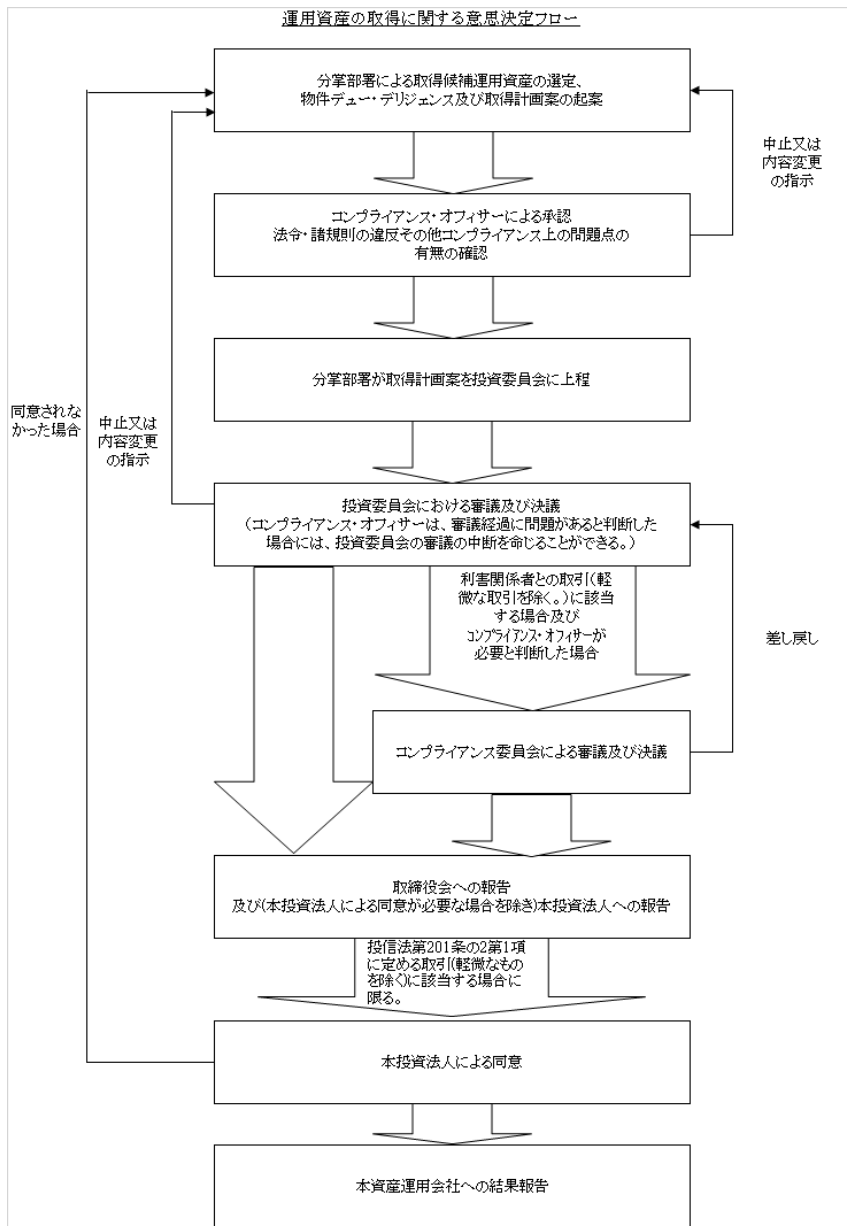 運用資産の取得に関する意思決定フロー
分掌部署による取得候補運用資産の選定、
物件デュー・デリジェンス及び取得計画案の起案
中止又は
内容変更
の指示
コンプライアンス・オフィサーによる承認
法令・諸規則の違反その他コンプライアンス上の問題点の
有無の確認
分掌部署が取得計画案を投資委員会に上程
同意されな
かった場合
中止又は
内容変更
の指示
投資委員会における審議及び決議
(コンプライアンス・オフィサーは、審議経過に問題があると判断した
場合には、投資委員会の審議の中断を命じることができる。)
利害関係者との取引(軽
微な取引を除く。)に該当
する場合及び
コンプライアンス・オフィサーが
必要と判断した場合
差し戻し
コンプライアンス委員会による審議及び決議
取締役会への報告
及び(本投資法人による同意が必要な場合を除き)本投資法人への報告
投信法第201条の2第1項
に定める取引(軽微なもの
を除く)に該当する場合に
限る。
本投資法人による同意
本資産運用会社への結果報告